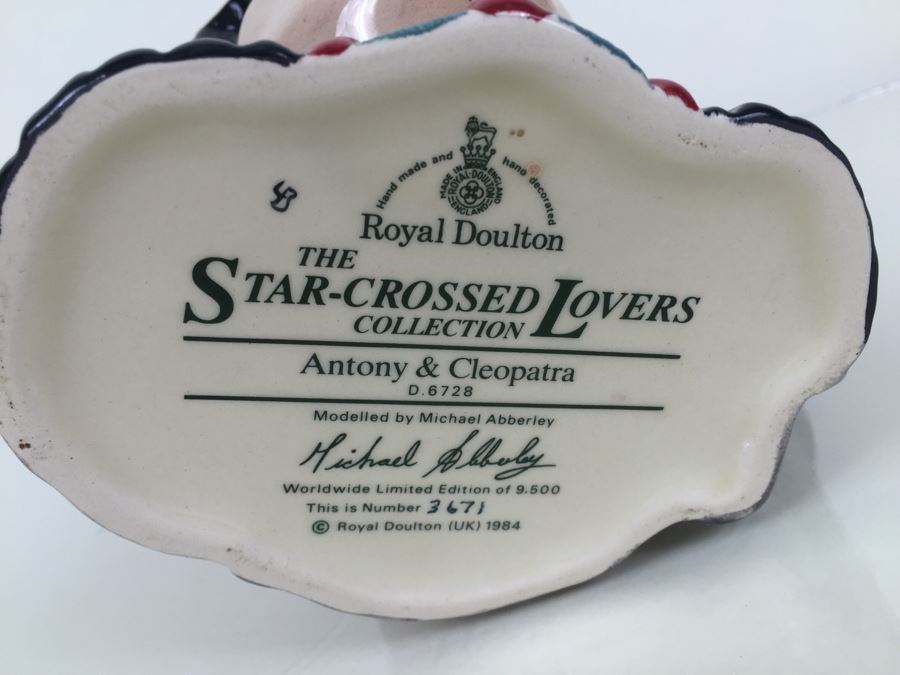 Hand made and hand decorated
MADE IN ENGLAND
ROYAL-DOULTON
ENGLAND
Royal Doulton
THE
STAR-CROSSED LOVERS
COLLECTION
Antony & Cleopatra
D.6728
Modelled by Michael Abberley
Michael Abberley
Worldwide Limited Edition of 9.500
This is Number 3671
© Royal Doulton (UK) 1984